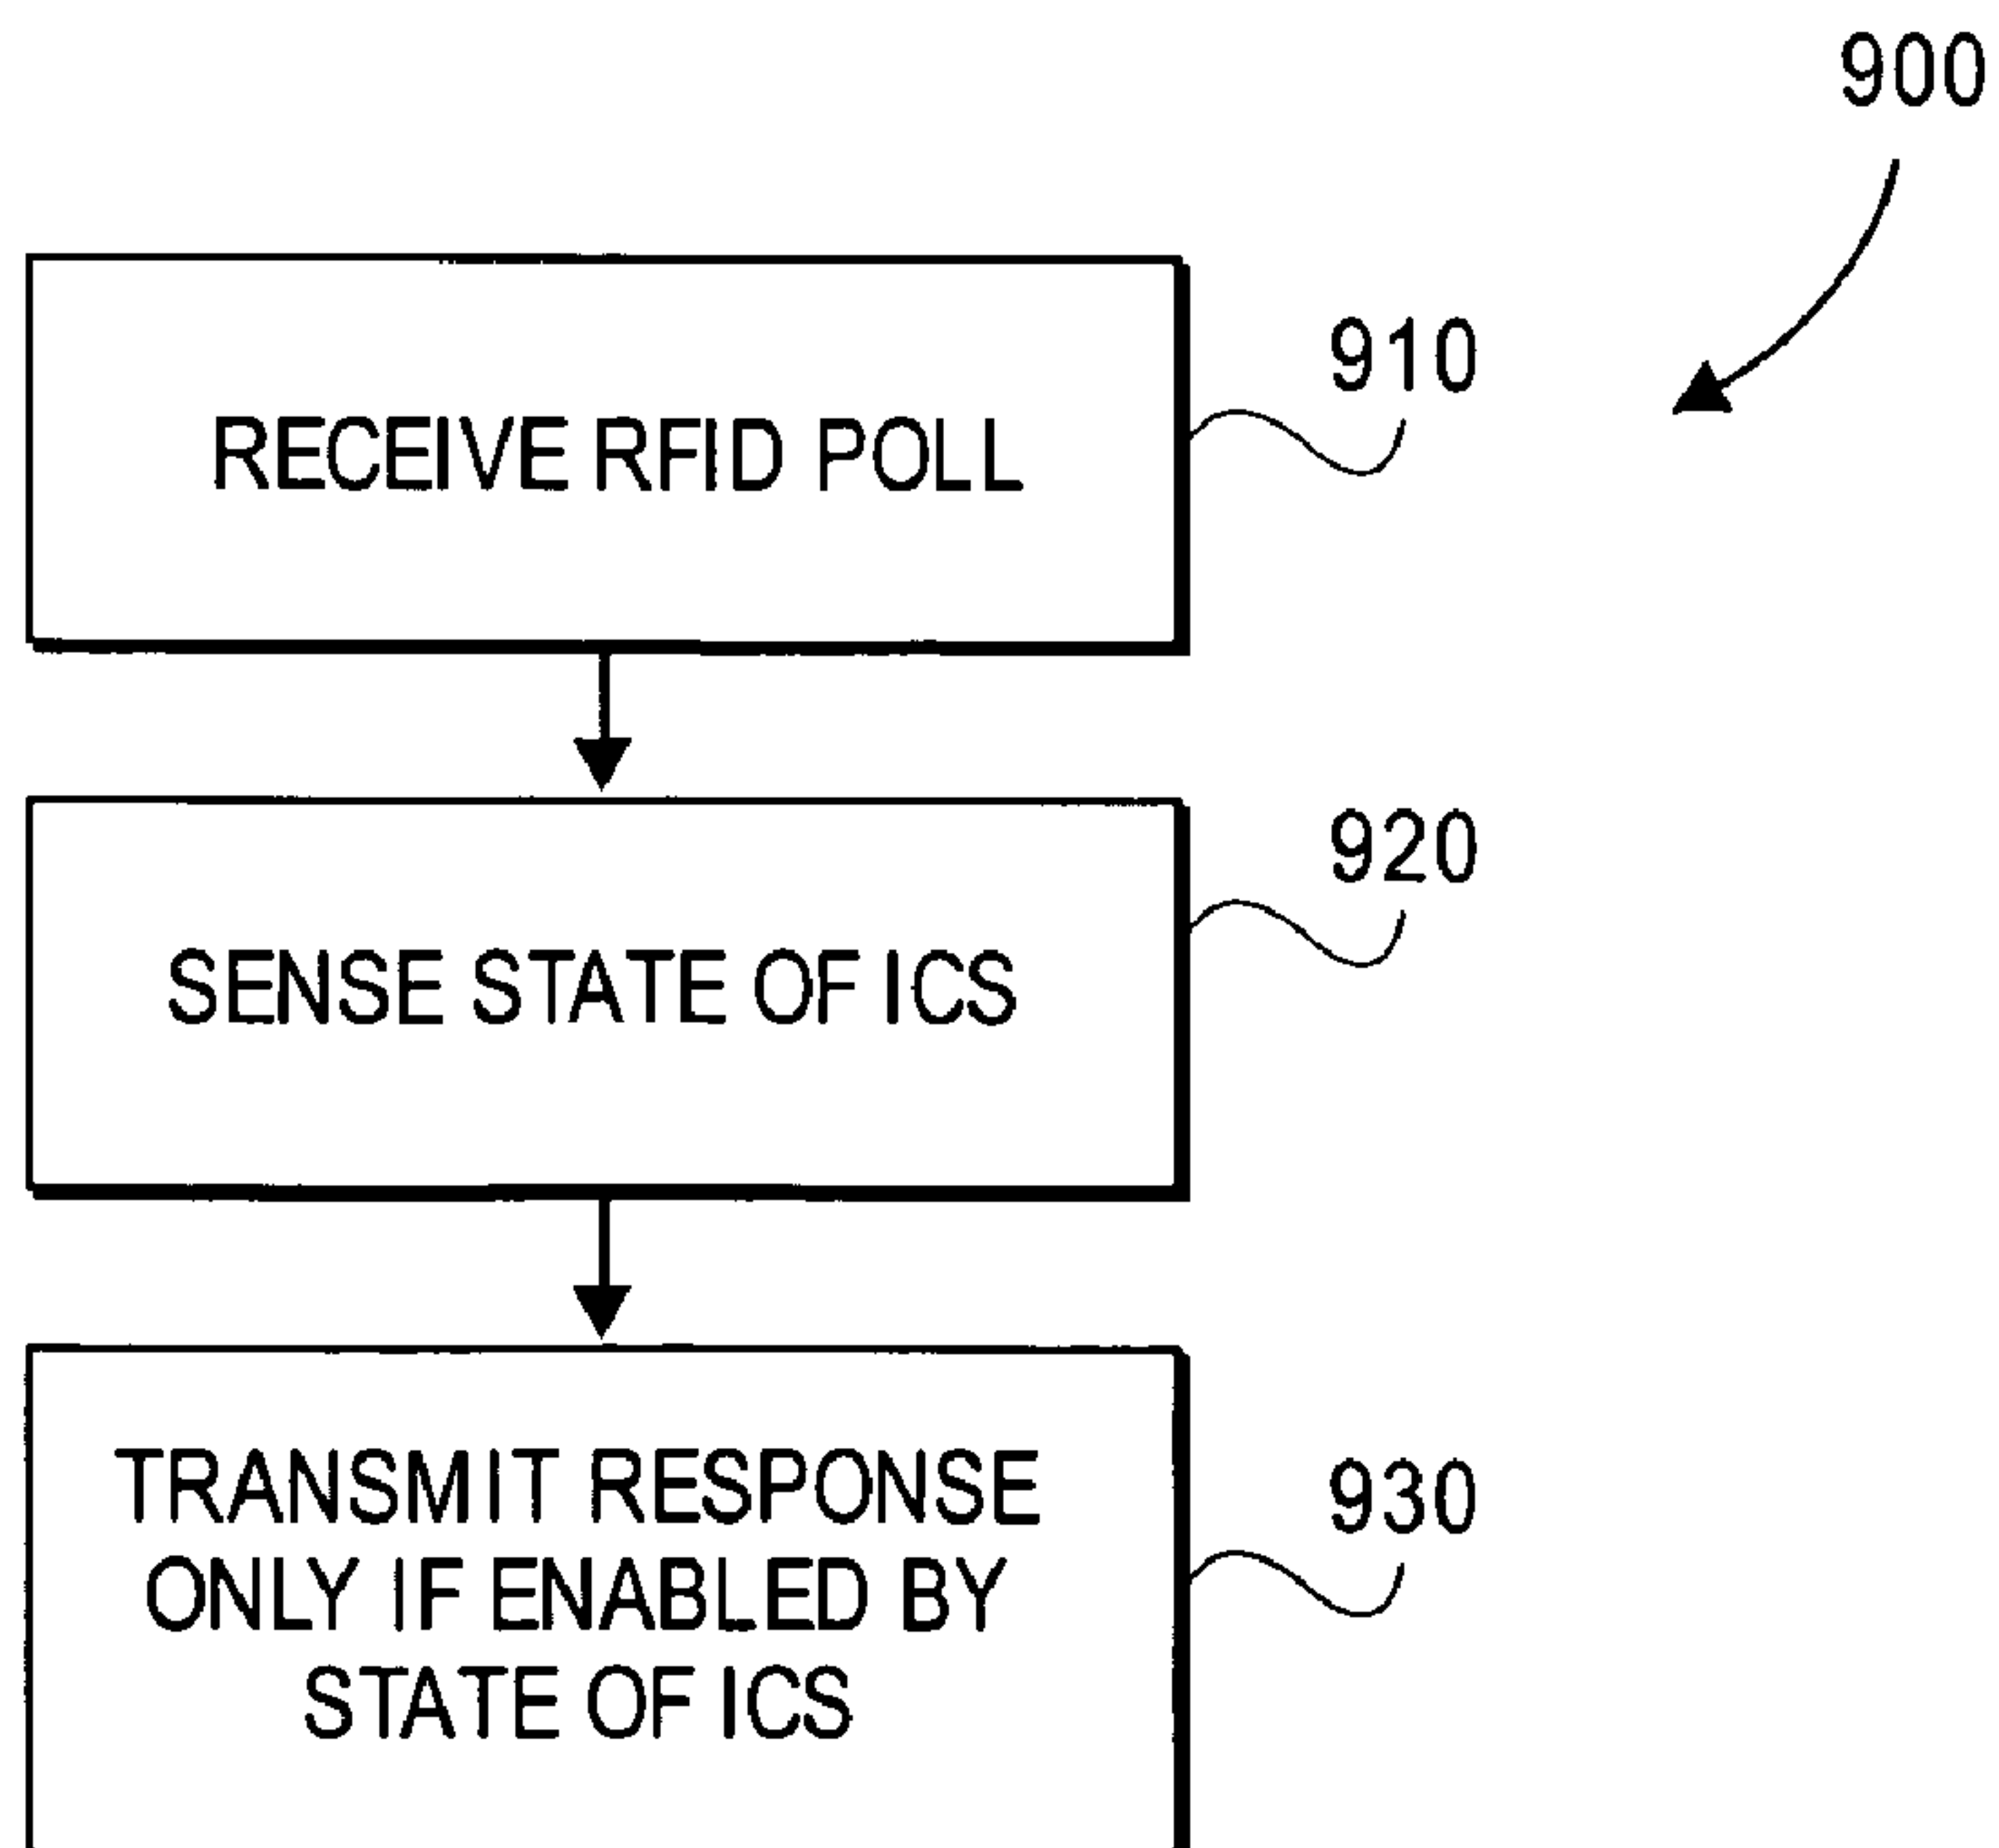 900
RECEIVE RFID POLL
910
SENSE STATE OF ICS
920
TRANSMIT RESPONSE
ONLY IF ENABLED BY
STATE OF ICS
930